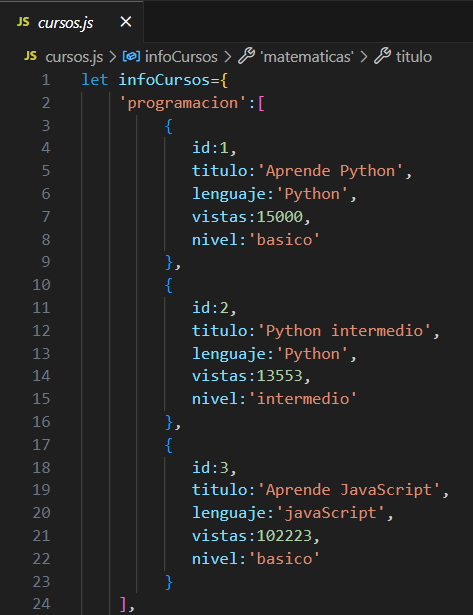 JS cursos.js ×
JS cursos.js > infoCursos > 'matematicas' > titulo
1 let infoCursos={
2 'programacion':[
3 {
4 id:1,
5 titulo:'Aprende Python',
6 lenguaje:'Python',
7 vistas:15000,
8 nivel:'basico'
9 },
10 {
11 id:2,
12 titulo:'Python intermedio',
13 lenguaje:'Python',
14 vistas:13553,
15 nivel:'intermedio'
16 },
17 {
18 id:3,
19 titulo:'Aprende JavaScript',
20 lenguaje:'javaScript',
21 vistas:102223,
22 nivel:'basico'
23 }
24 ],